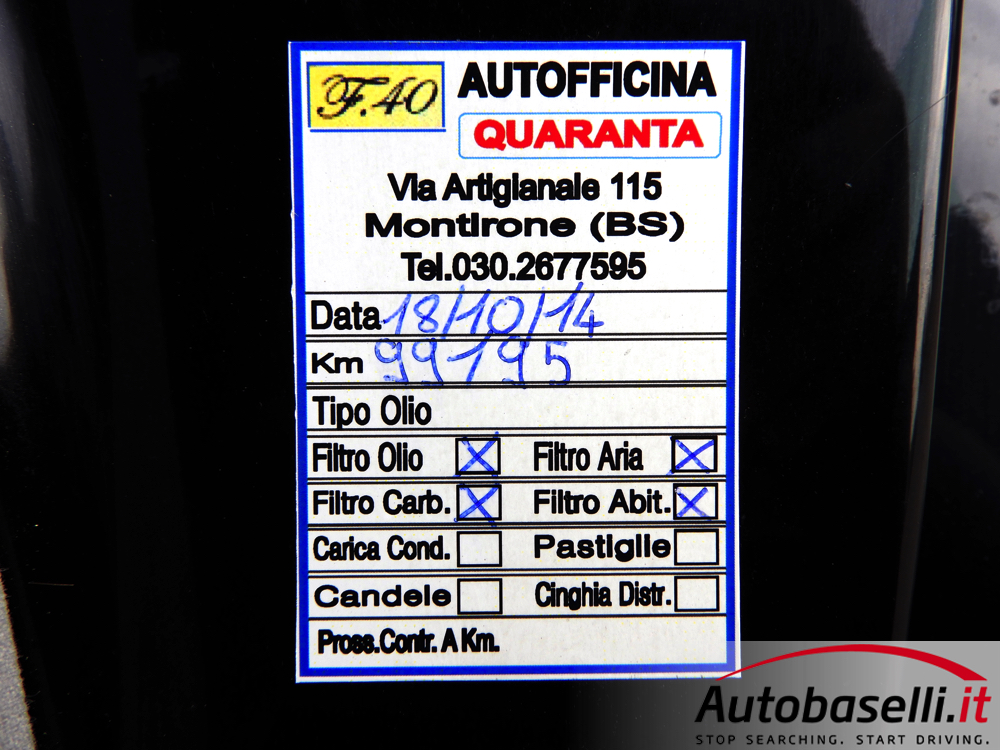 F.40 AUTOFFICINA
QUARANTA
Via Artigianale 115
Montirone (BS)
Tel.030.2677595
Data 18/10/14
Km 99195
Tipo Olio
Filtro Olio X Filtro Aria X
Filtro Carb. X Filtro Abit. X
Carica Cond. Pastiglie
Candele Cinghia Distr.
Pross.Contr. A Km.
Autobaselli.it
STOP SEARCHING. START DRIVING.